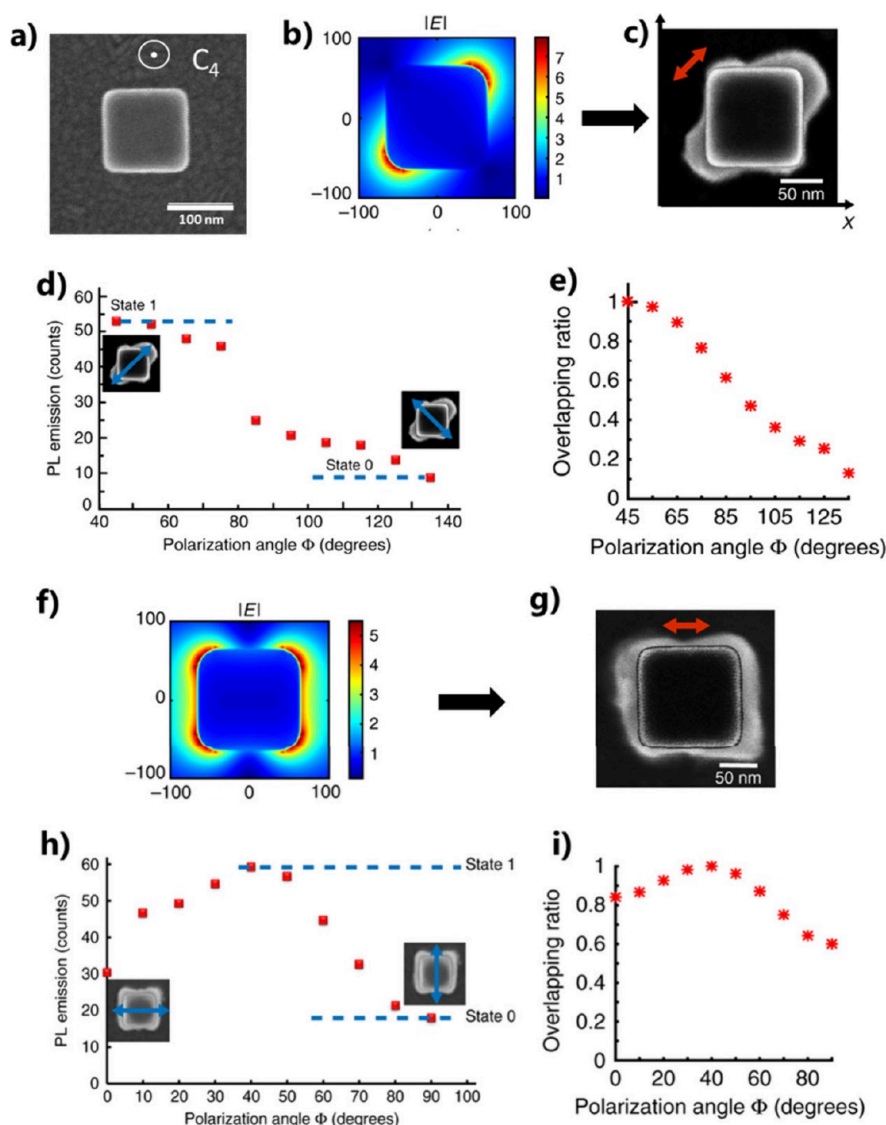 a)
C4
100 nm
b)
|E|
100
0
−100
−100
0
100
7
6
5
4
3
2
1
c)
50 nm
X
d)
PL emission (counts)
60
50
40
30
20
10
0
State 1
State 0
40
60
80
100
120
140
Polarization angle Φ (degrees)
e)
Overlapping ratio
1
0.8
0.6
0.4
0.2
0
45
65
85
105
125
Polarization angle Φ (degrees)
f)
|E|
100
0
−100
−100
0
100
5
4
3
2
1
g)
50 nm
h)
PL emission (counts)
60
50
40
30
20
10
0
State 1
State 0
0
10
20
30
40
50
60
70
80
90
100
Polarization angle Φ (degrees)
i)
Overlapping ratio
1
0.8
0.6
0.4
0.2
0
0
20
40
60
80
Polarization angle Φ (degrees)